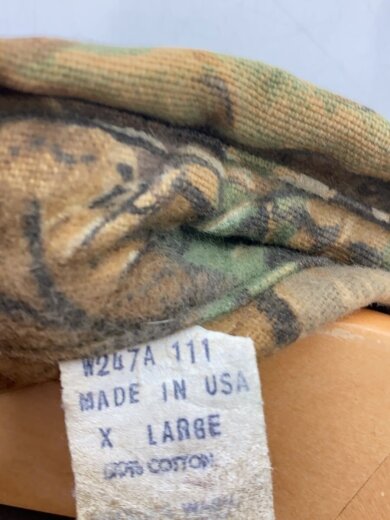 W247A 111
MADE IN USA
X LARGE
100% COTTON